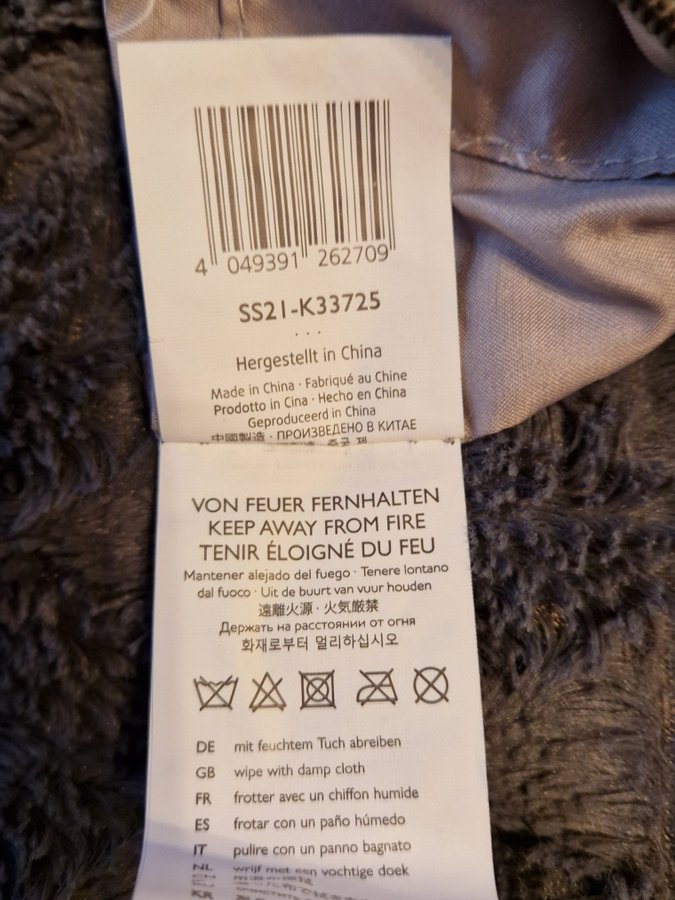 4 049391 262709
SS21-K33725
...
Hergestellt in China
Made in China · Fabriqué au Chine
Prodotto in Cina · Hecho en China
Geproduceerd in China
中國製造 · ПРОИЗВЕДЕНО В КИТАЕ
VON FEUER FERNHALTEN
KEEP AWAY FROM FIRE
TENIR ÉLOIGNÉ DU FEU
Mantener alejado del fuego · Tenere lontano
dal fuoco · Uit de buurt van vuur houden
遠離火源 · 火気厳禁
Держать на расстоянии от огня
화재로부터 멀리하십시오
DE mit feuchtem Tuch abreiben
GB wipe with damp cloth
FR frotter avec un chiffon humide
ES frotar con un paño húmedo
IT pulire con un panno bagnato
NL wrijf met een vochtige doek
CN
KR